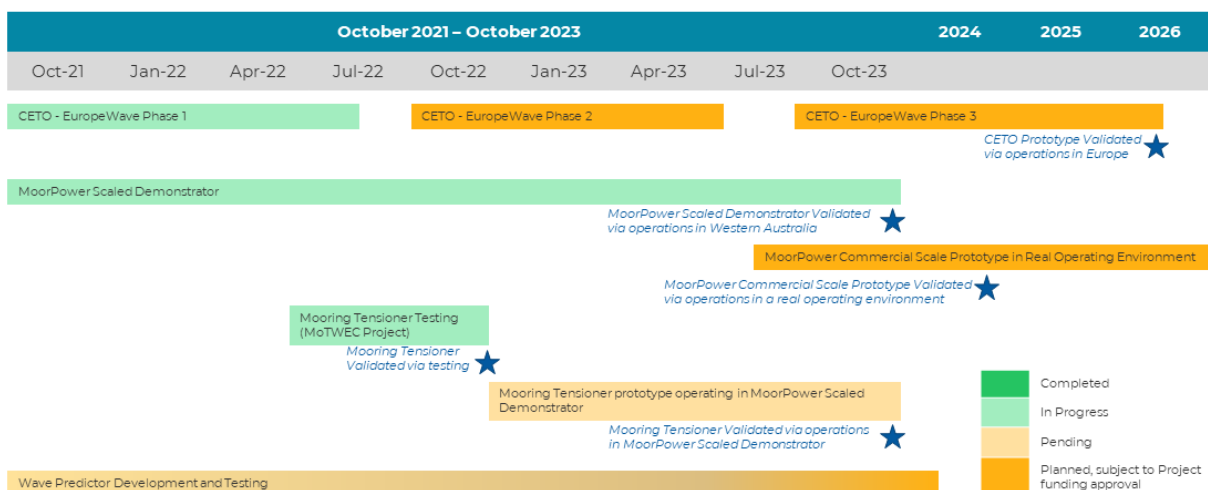 October 2021 – October 2023 2024 2025 2026
Oct-21 Jan-22 Apr-22 Jul-22 Oct-22 Jan-23 Apr-23 Jul-23 Oct-23
CETO - EuropeWave Phase 1 CETO - EuropeWave Phase 2 CETO - EuropeWave Phase 3
CETO Prototype Validated
via operations in Europe
MoorPower Scaled Demonstrator
MoorPower Scaled Demonstrator Validated
via operations in Western Australia
MoorPower Commercial Scale Prototype in Real Operating Environment
MoorPower Commercial Scale Prototype Validated
via operations in a real operating environment
Mooring Tensioner Testing
(MoTWEC Project)
Mooring Tensioner
Validated via testing
Mooring Tensioner prototype operating in MoorPower Scaled
Demonstrator
Mooring Tensioner Validated via operations
in MoorPower Scaled Demonstrator
Wave Predictor Development and Testing
Completed
In Progress
Pending
Planned, subject to Project
funding approval